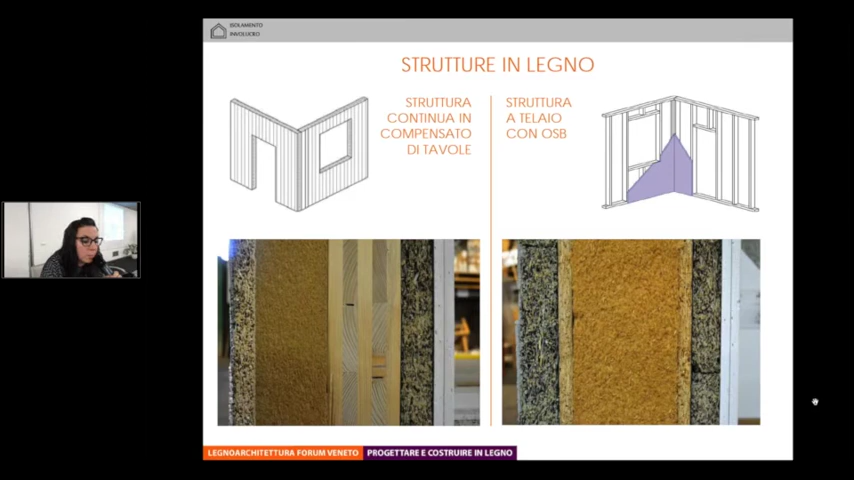 ISOLAMENTO
INVOLUCRO
STRUTTURE IN LEGNO
STRUTTURA
CONTINUA IN
COMPENSATO
DI TAVOLE
STRUTTURA
A TELAIO
CON OSB
LEGNOARCHITETTURA FORUM VENETO PROGETTARE E COSTRUIRE IN LEGNO